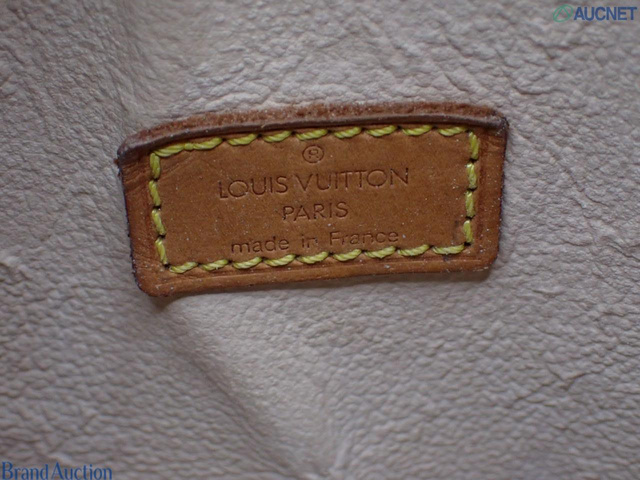 AUCNET
®
LOUIS VUITTON
PARIS
made in France
Brand Auction